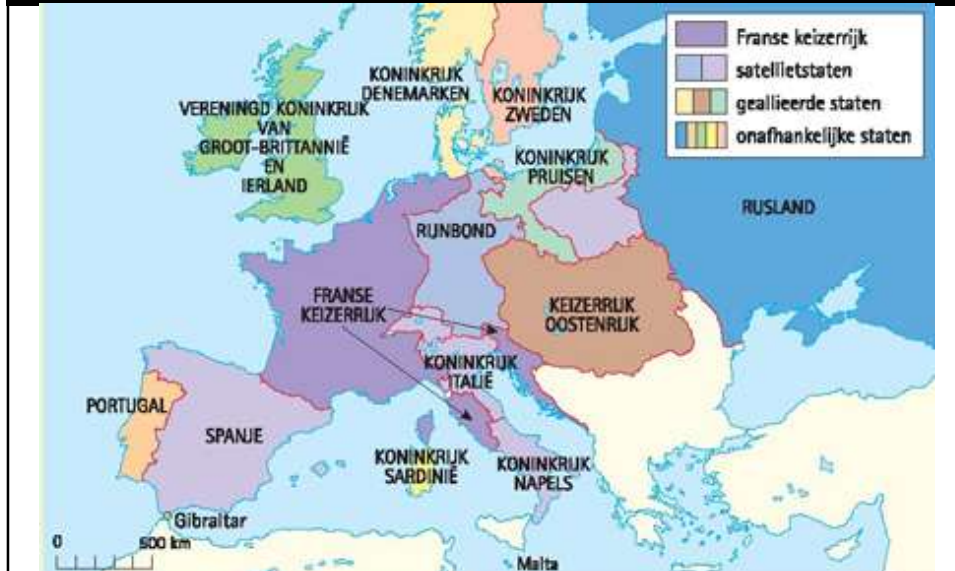 Franse keizerrijk
satellietstaten
geallieerde staten
onafhankelijke staten
KONINKRIJK
DENEMARKEN
KONINKRIJK
ZWEDEN
VERENINGD KONINKRIJK
VAN
GROOT-BRITTANNIË
EN
IERLAND
KONINKRIJK
PRUISEN
RUSLAND
RIJNBOND
FRANSE
KEIZERRIJK
KEIZERRIJK
OOSTENRIJK
KONINKRIJK
ITALIË
PORTUGAL
SPANJE
KONINKRIJK
SARDINIË
KONINKRIJK
NAPELS
Gibraltar
0 500 km
Malta